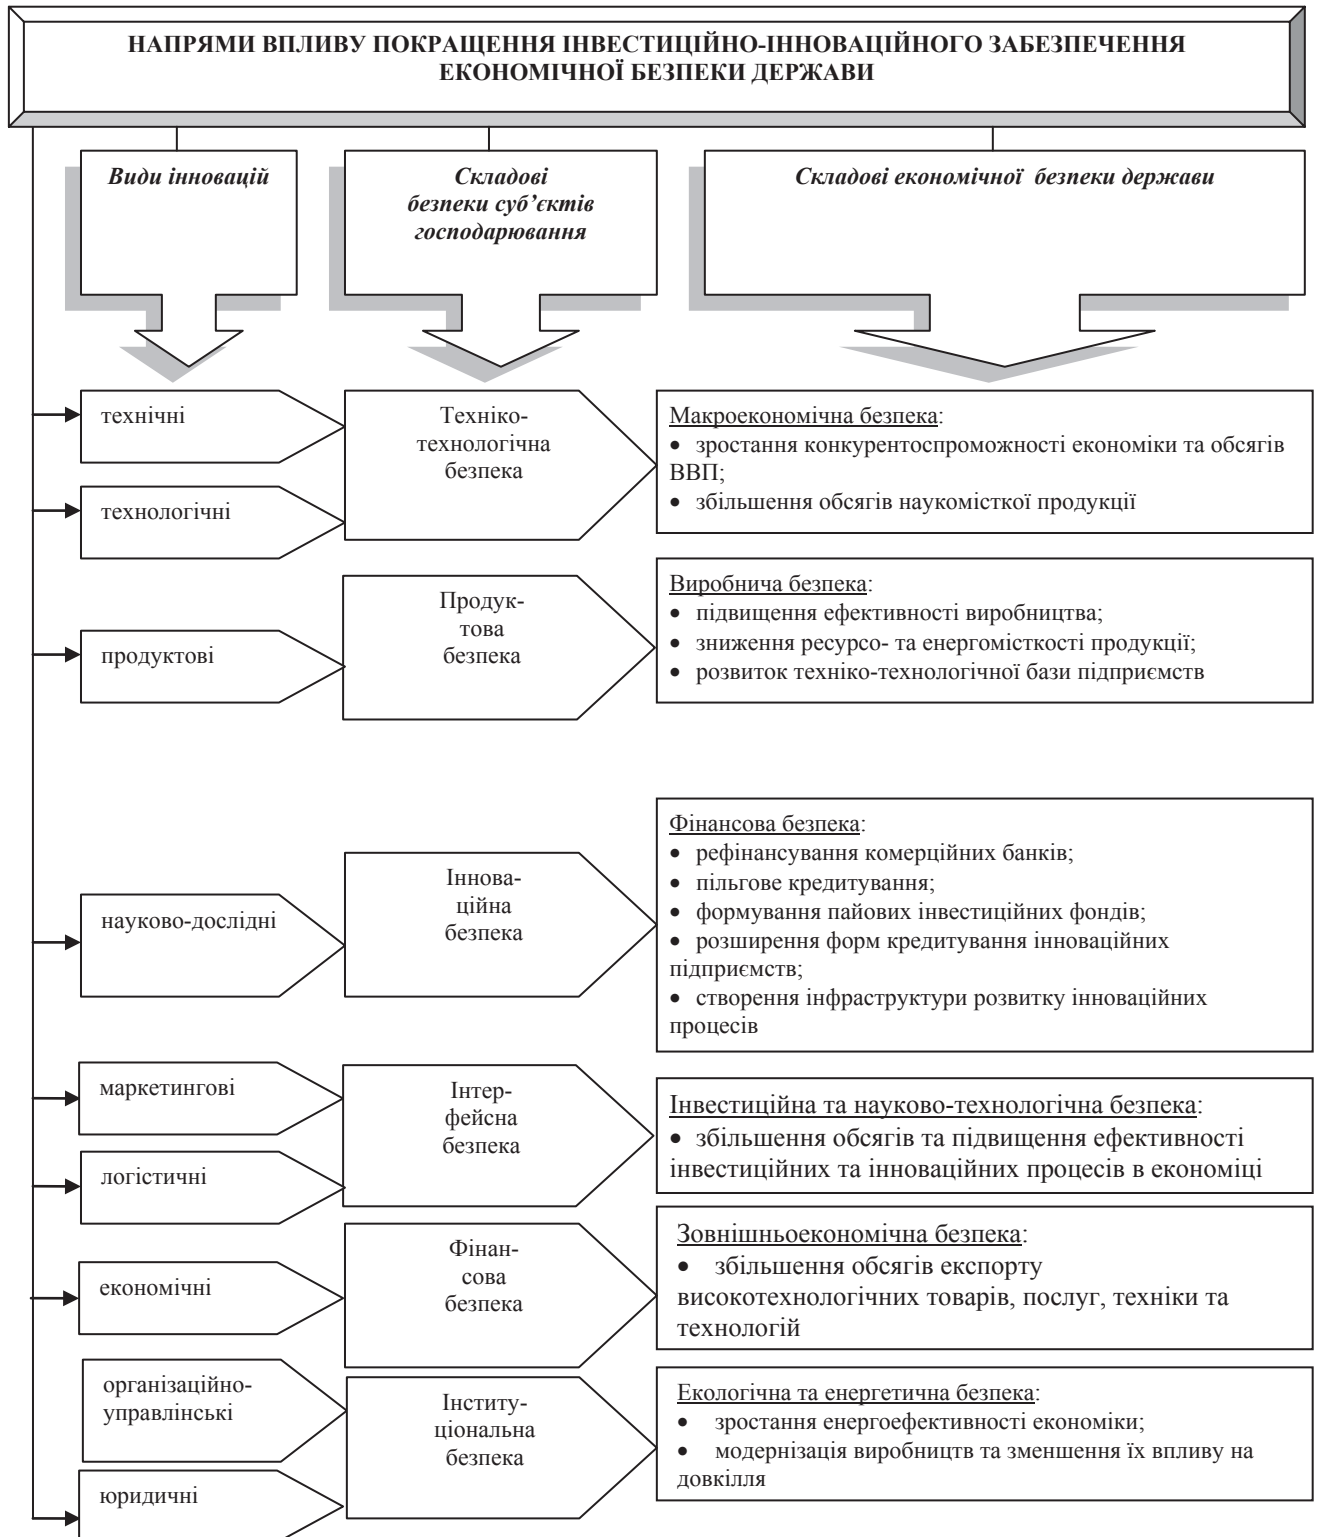 НАПРЯМИ ВПЛИВУ ПОКРАЩЕННЯ ІНВЕСТИЦІЙНО-ІННОВАЦІЙНОГО ЗАБЕЗПЕЧЕННЯ
ЕКОНОМІЧНОЇ БЕЗПЕКИ ДЕРЖАВИ
Види інновацій
Складові
безпеки суб’єктів
господарювання
Складові економічної безпеки держави
технічні
технологічні
Техніко-
технологічна
безпека
Макроекономічна безпека:
• зростання конкурентоспроможності економіки та обсягів
ВВП;
• збільшення обсягів наукомісткої продукції
продуктові
Продук-
това
безпека
Виробнича безпека:
• підвищення ефективності виробництва;
• зниження ресурсо- та енергомісткості продукції;
• розвиток техніко-технологічної бази підприємств
науково-дослідні
Іннова-
ційна
безпека
Фінансова безпека:
• рефінансування комерційних банків;
• пільгове кредитування;
• формування пайових інвестиційних фондів;
• розширення форм кредитування інноваційних
підприємств;
• створення інфраструктури розвитку інноваційних
процесів
маркетингові
логістичні
Інтер-
фейсна
безпека
Інвестиційна та науково-технологічна безпека:
• збільшення обсягів та підвищення ефективності
інвестиційних та інноваційних процесів в економіці
економічні
Фінан-
сова
безпека
Зовнішньоекономічна безпека:
• збільшення обсягів експорту
високотехнологічних товарів, послуг, техніки та
технологій
організаційно-
управлінські
юридичні
Інститу-
ціональна
безпека
Екологічна та енергетична безпека:
• зростання енергоефективності економіки;
• модернізація виробництв та зменшення їх впливу на
довкілля